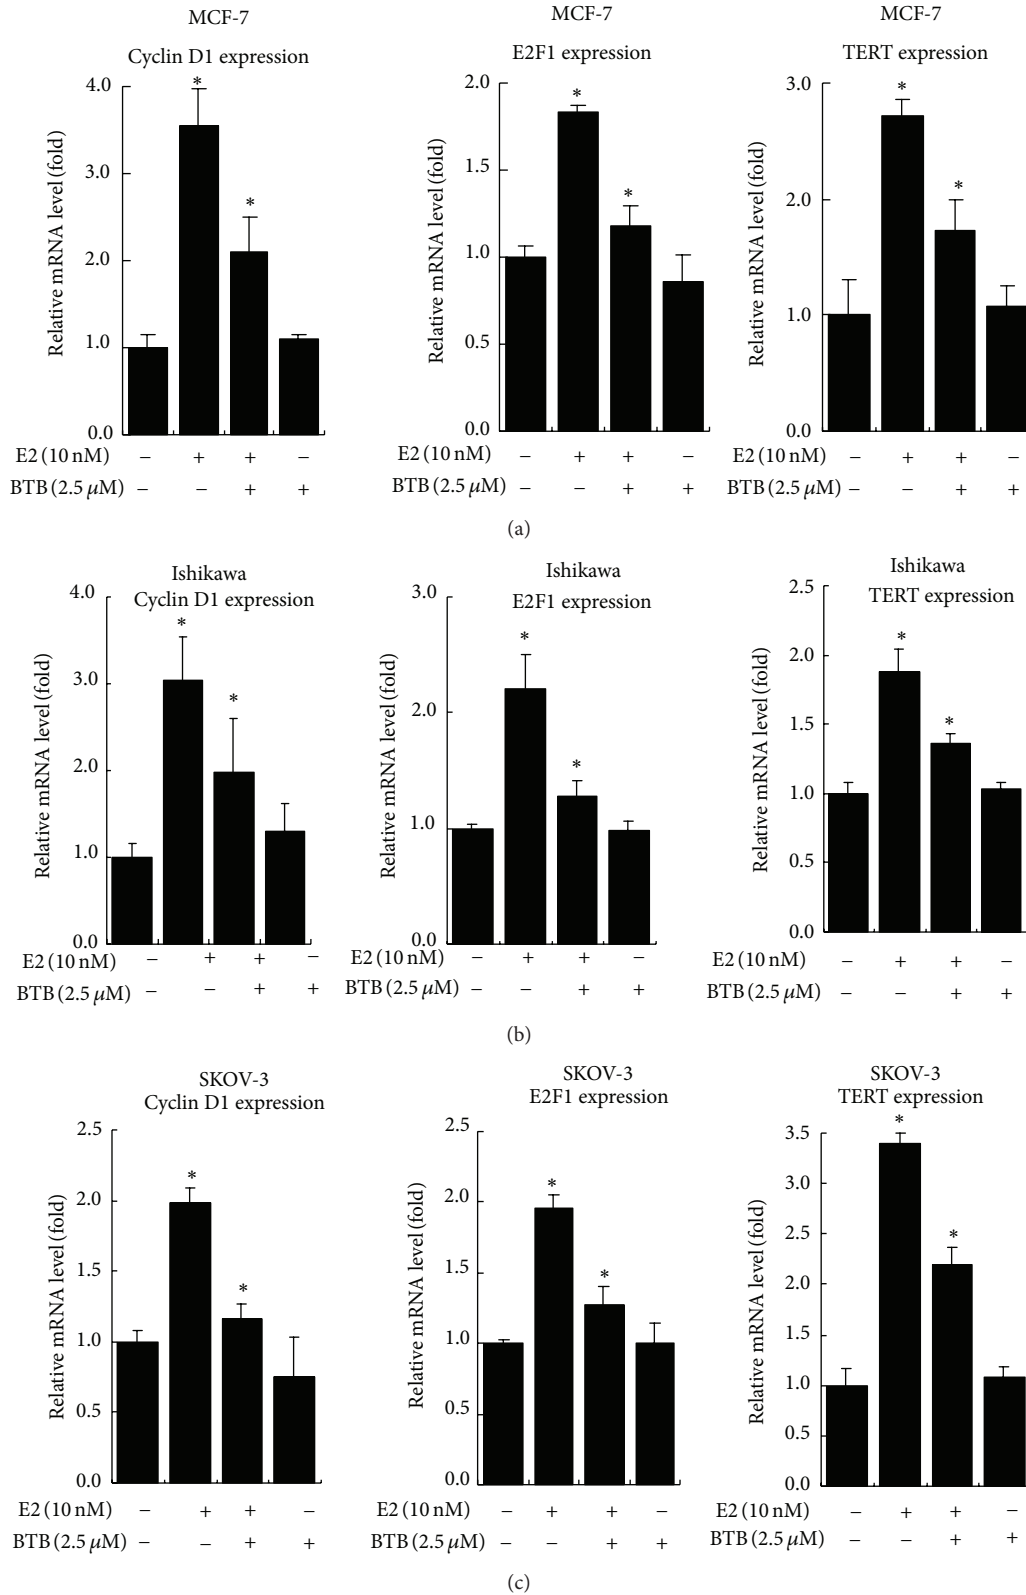 MCF-7
Cyclin D1 expression
Relative mRNA level (fold)
4.0
3.0
2.0
1.0
0.0
* *
E2 (10 nM) − + + −
BTB (2.5 μM) − − + +
MCF-7
E2F1 expression
Relative mRNA level (fold)
2.0
1.5
1.0
0.5
0.0
* *
E2 (10 nM) − + + −
BTB (2.5 μM) − − + +
MCF-7
TERT expression
Relative mRNA level (fold)
3.0
2.0
1.0
0.0
* *
E2 (10 nM) − + + −
BTB (2.5 μM) − − + +
(a)
Ishikawa
Cyclin D1 expression
Relative mRNA level (fold)
4.0
3.0
2.0
1.0
0.0
* *
E2 (10 nM) − + + −
BTB (2.5 μM) − − + +
Ishikawa
E2F1 expression
Relative mRNA level (fold)
3.0
2.0
1.0
0.0
* *
E2 (10 nM) − + + −
BTB (2.5 μM) − − + +
Ishikawa
TERT expression
Relative mRNA level (fold)
2.5
2.0
1.5
1.0
0.5
0.0
* *
E2 (10 nM) − + + −
BTB (2.5 μM) − − + +
(b)
SKOV-3
Cyclin D1 expression
Relative mRNA level (fold)
2.5
2.0
1.5
1.0
0.5
0.0
* *
E2 (10 nM) − + + −
BTB (2.5 μM) − − + +
SKOV-3
E2F1 expression
Relative mRNA level (fold)
2.5
2.0
1.5
1.0
0.5
0.0
* *
E2 (10 nM) − + + −
BTB (2.5 μM) − − + +
SKOV-3
TERT expression
Relative mRNA level (fold)
3.5
3.0
2.5
2.0
1.5
1.0
0.5
0.0
* *
E2 (10 nM) − + + −
BTB (2.5 μM) − − + +
(c)